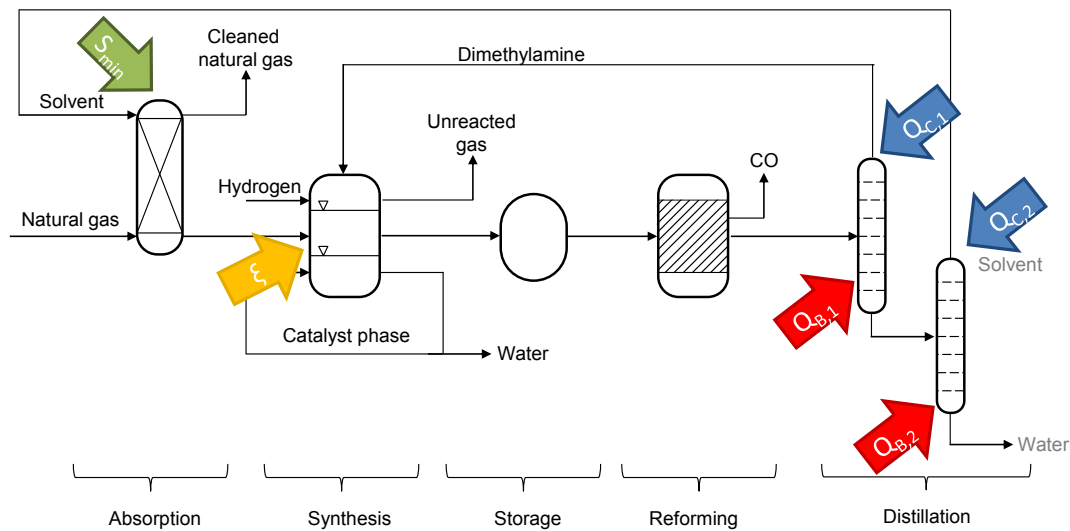 Cleaned
natural gas
S_min
Solvent
Dimethylamine
Unreacted
gas
Q_C,1
CO
Hydrogen
Natural gas
Q_C,2
Solvent
ξ
Q_B,1
Catalyst phase
Water
Q_B,2
Water
Absorption
Synthesis
Storage
Reforming
Distillation